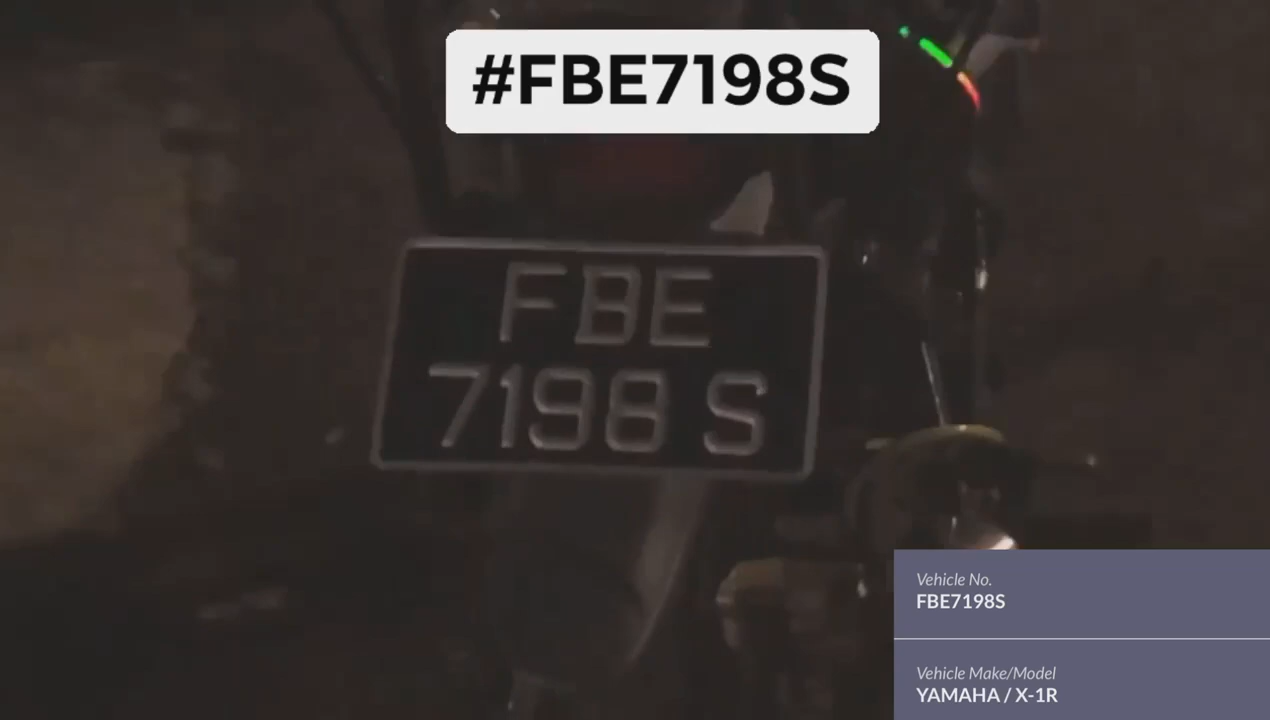 #FBE7198S
FBE
7198 S
Vehicle No.
FBE7198S
Vehicle Make/Model
YAMAHA / X-1R